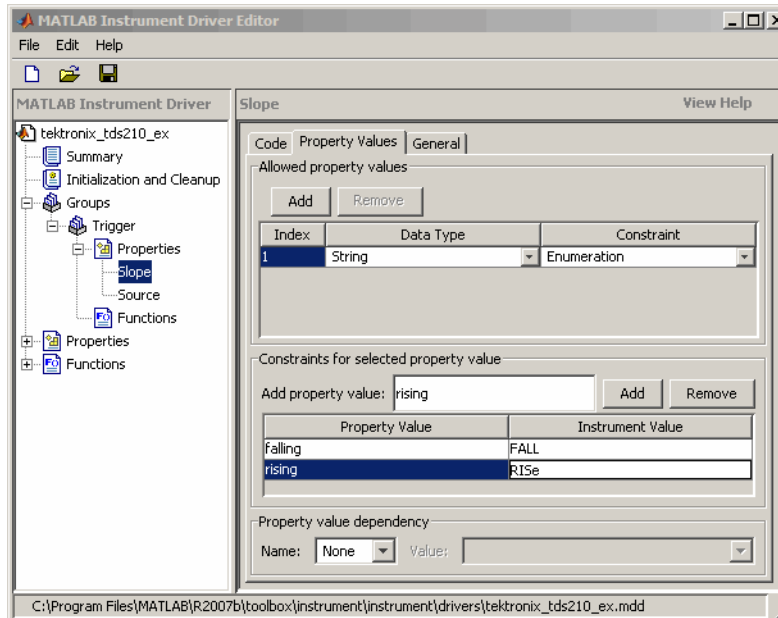 MATLAB Instrument Driver Editor
File Edit Help
MATLAB Instrument Driver
tektronix_tds210_ex
Summary
Initialization and Cleanup
Groups
Trigger
Properties
Slope
Source
Functions
Properties
Functions
Slope View Help
Code Property Values General
Allowed property values
Add Remove
Index Data Type Constraint
1 String Enumeration
Constraints for selected property value
Add property value: rising Add Remove
Property Value Instrument Value
falling FALL
rising RISe
Property value dependency
Name: None Value:
C:\Program Files\MATLAB\R2007b\toolbox\instrument\instrument\drivers\tektronix_tds210_ex.mdd